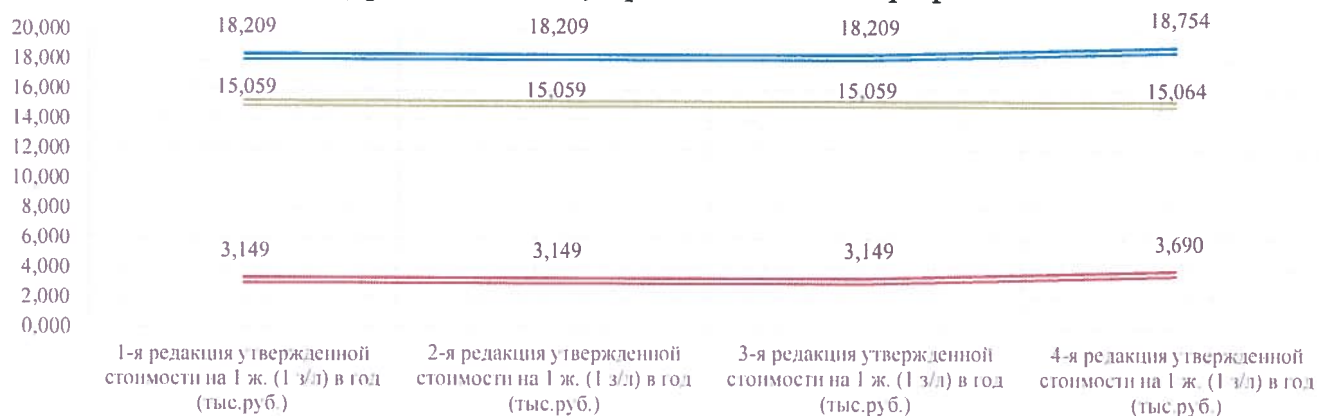 20,000
18,000
16,000
14,000
12,000
10,000
8,000
6,000
4,000
2,000
0,000
18,209 18,209 18,209 18,754
15,059 15,059 15,059 15,064
3,149 3,149 3,149 3,690
1-я редакция утвержденной
стоимости на 1 ж. (1 з/л) в год
(тыс.руб.)
2-я редакция утвержденной
стоимости на 1 ж. (1 з/л) в год
(тыс.руб.)
3-я редакция утвержденной
стоимости на 1 ж. (1 з/л) в год
(тыс.руб.)
4-я редакция утвержденной
стоимости на 1 ж. (1 з/л) в год
(тыс.руб.)